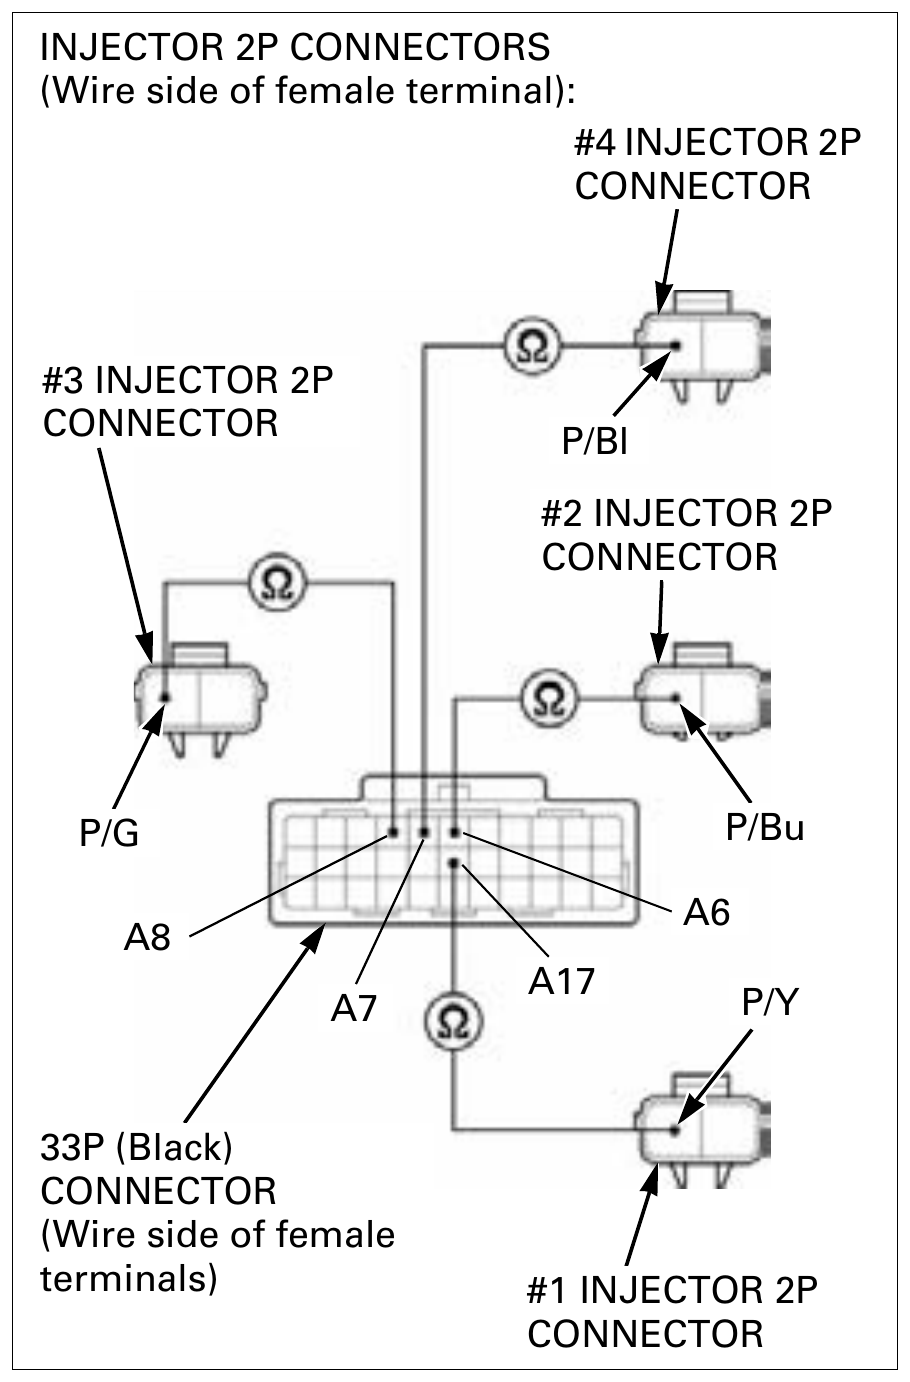 INJECTOR 2P CONNECTORS
(Wire side of female terminal):
#4 INJECTOR 2P
CONNECTOR
Ω
#3 INJECTOR 2P
CONNECTOR
P/Bl
#2 INJECTOR 2P
CONNECTOR
Ω
Ω
P/G
P/Bu
A8
A6
A7
A17
P/Y
Ω
33P (Black)
CONNECTOR
(Wire side of female
terminals)
#1 INJECTOR 2P
CONNECTOR